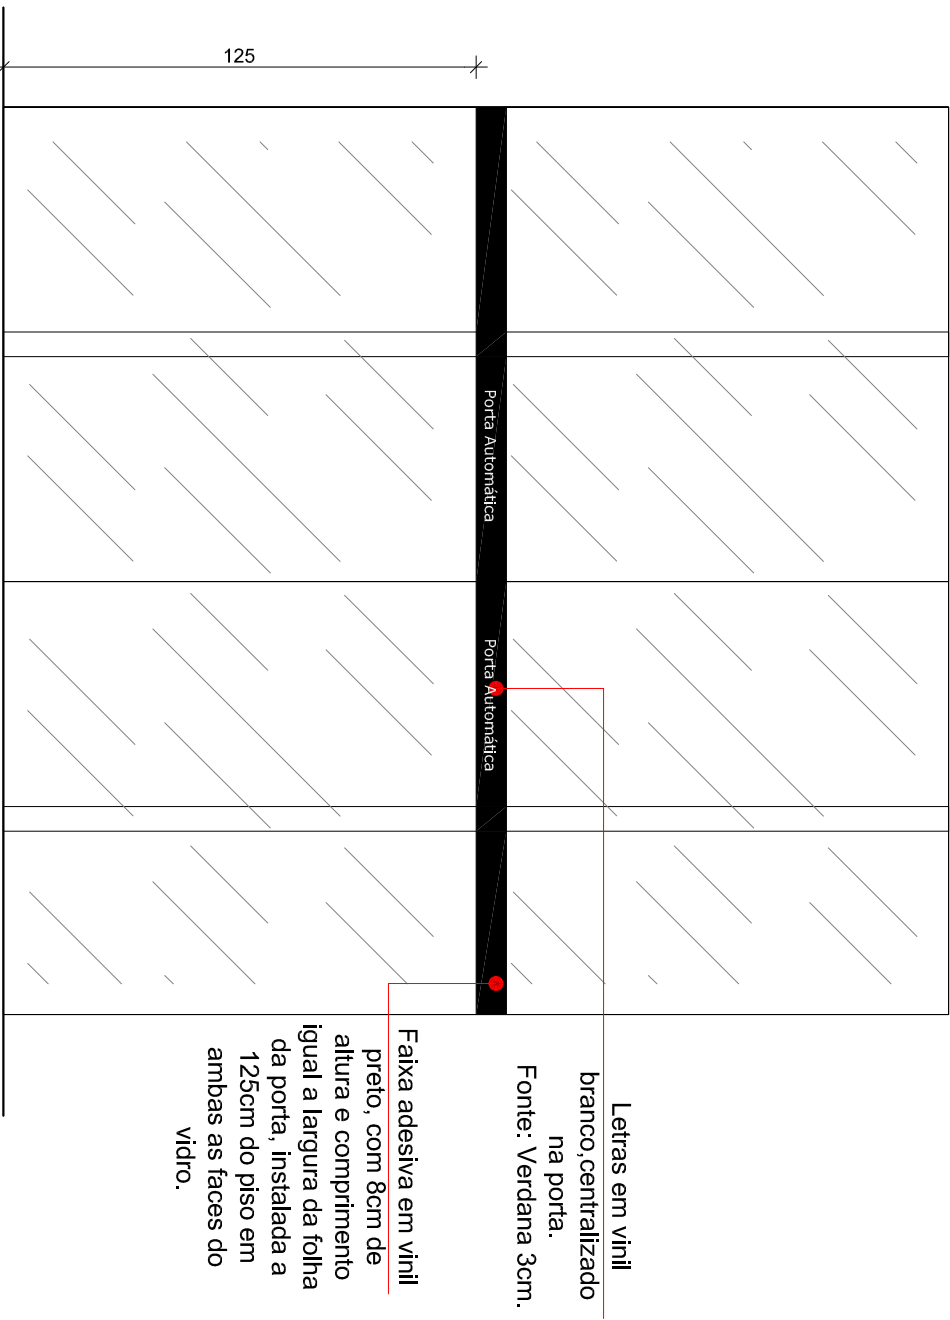 125
Porta Automática
Porta Automática
Letras em vinil
branco,centralizado
na porta.
Fonte: Verdana 3cm.
Faixa adesiva em vinil
preto, com 8cm de
altura e comprimento
igual a largura da folha
da porta, instalada a
125cm do piso em
ambas as faces do
vidro.